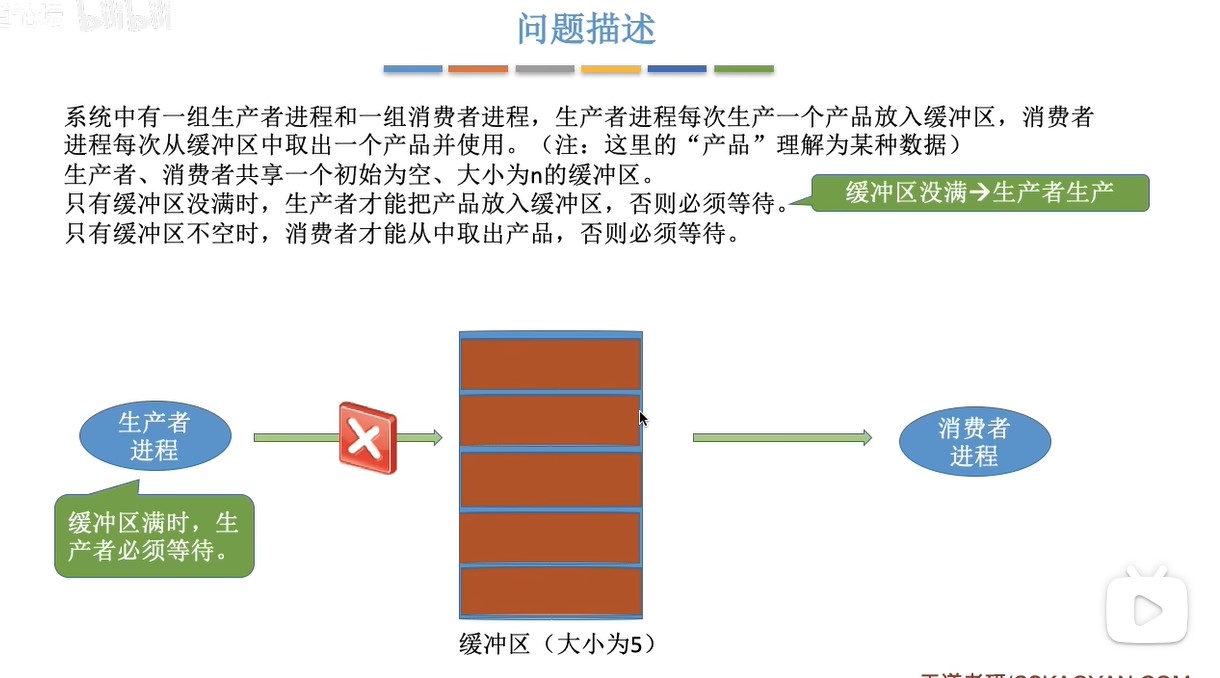 bilibili
问题描述
系统中有一组生产者进程和一组消费者进程，生产者进程每次生产一个产品放入缓冲区，消费者
进程每次从缓冲区中取出一个产品并使用。（注：这里的“产品”理解为某种数据）
生产者、消费者共享一个初始为空、大小为n的缓冲区。
只有缓冲区没满时，生产者才能把产品放入缓冲区，否则必须等待。
缓冲区没满→生产者生产
只有缓冲区不空时，消费者才能从中取出产品，否则必须等待。
生产者
进程
消费者
进程
缓冲区满时，生
产者必须等待。
缓冲区（大小为5）